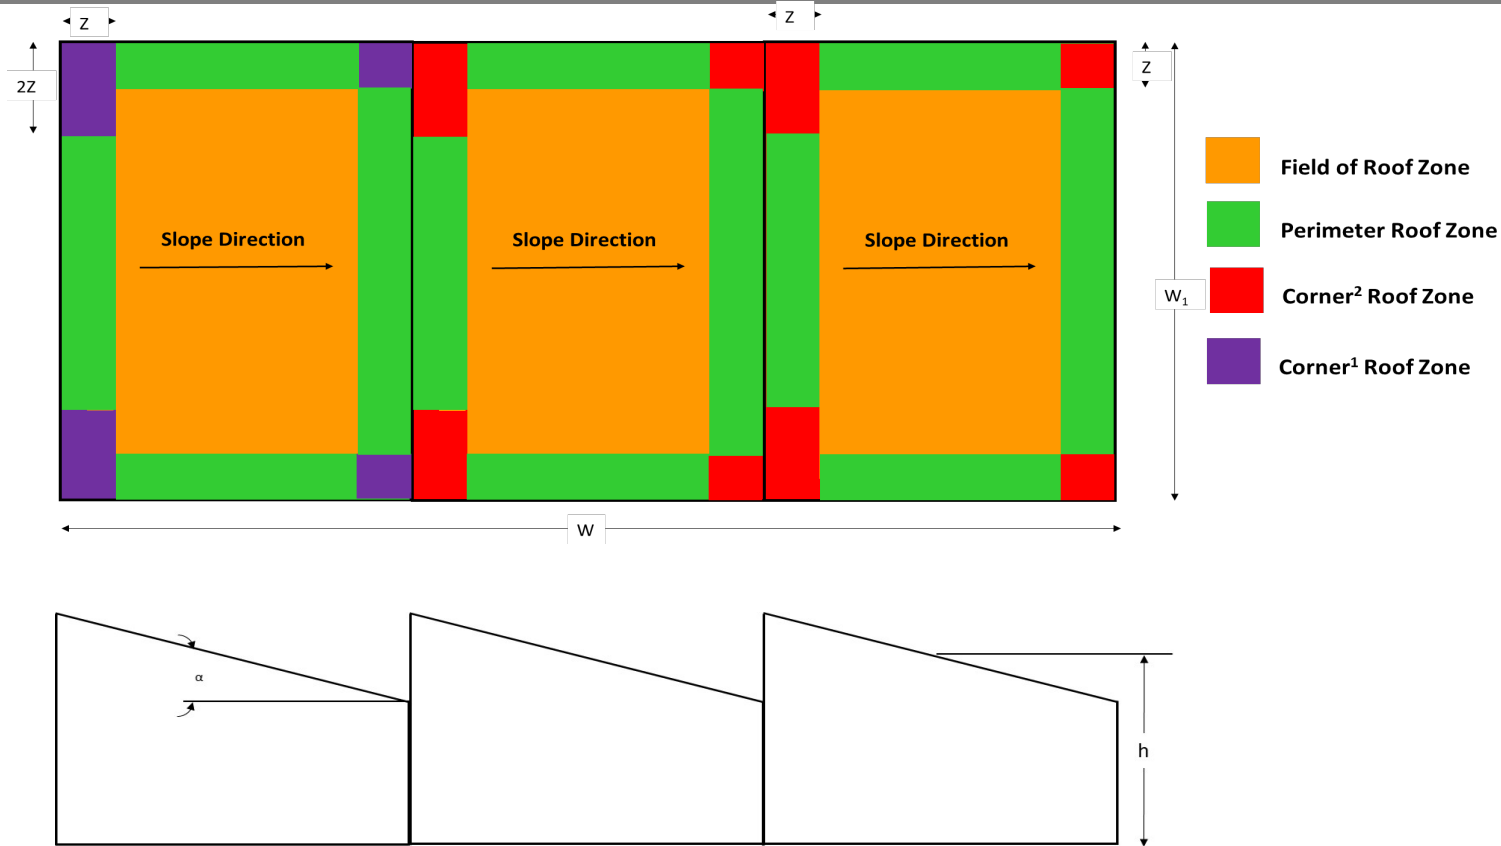 Z
Z
2Z
Z
Field of Roof Zone
Slope Direction
Slope Direction
Slope Direction
Perimeter Roof Zone
W₁
Corner² Roof Zone
Corner¹ Roof Zone
W
α
h